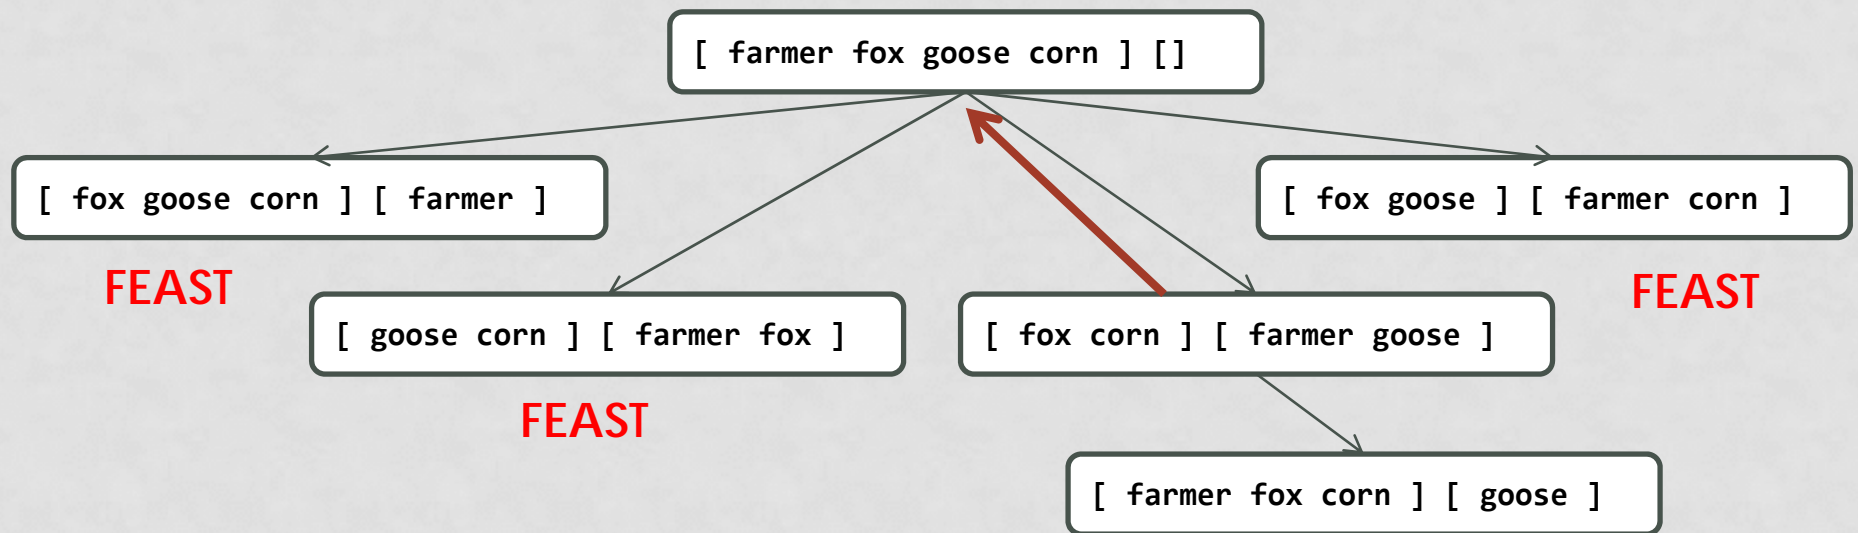 [ farmer fox goose corn ] []
[ fox goose corn ] [ farmer ]
[ fox goose ] [ farmer corn ]
FEAST
FEAST
[ goose corn ] [ farmer fox ]
[ fox corn ] [ farmer goose ]
FEAST
[ farmer fox corn ] [ goose ]